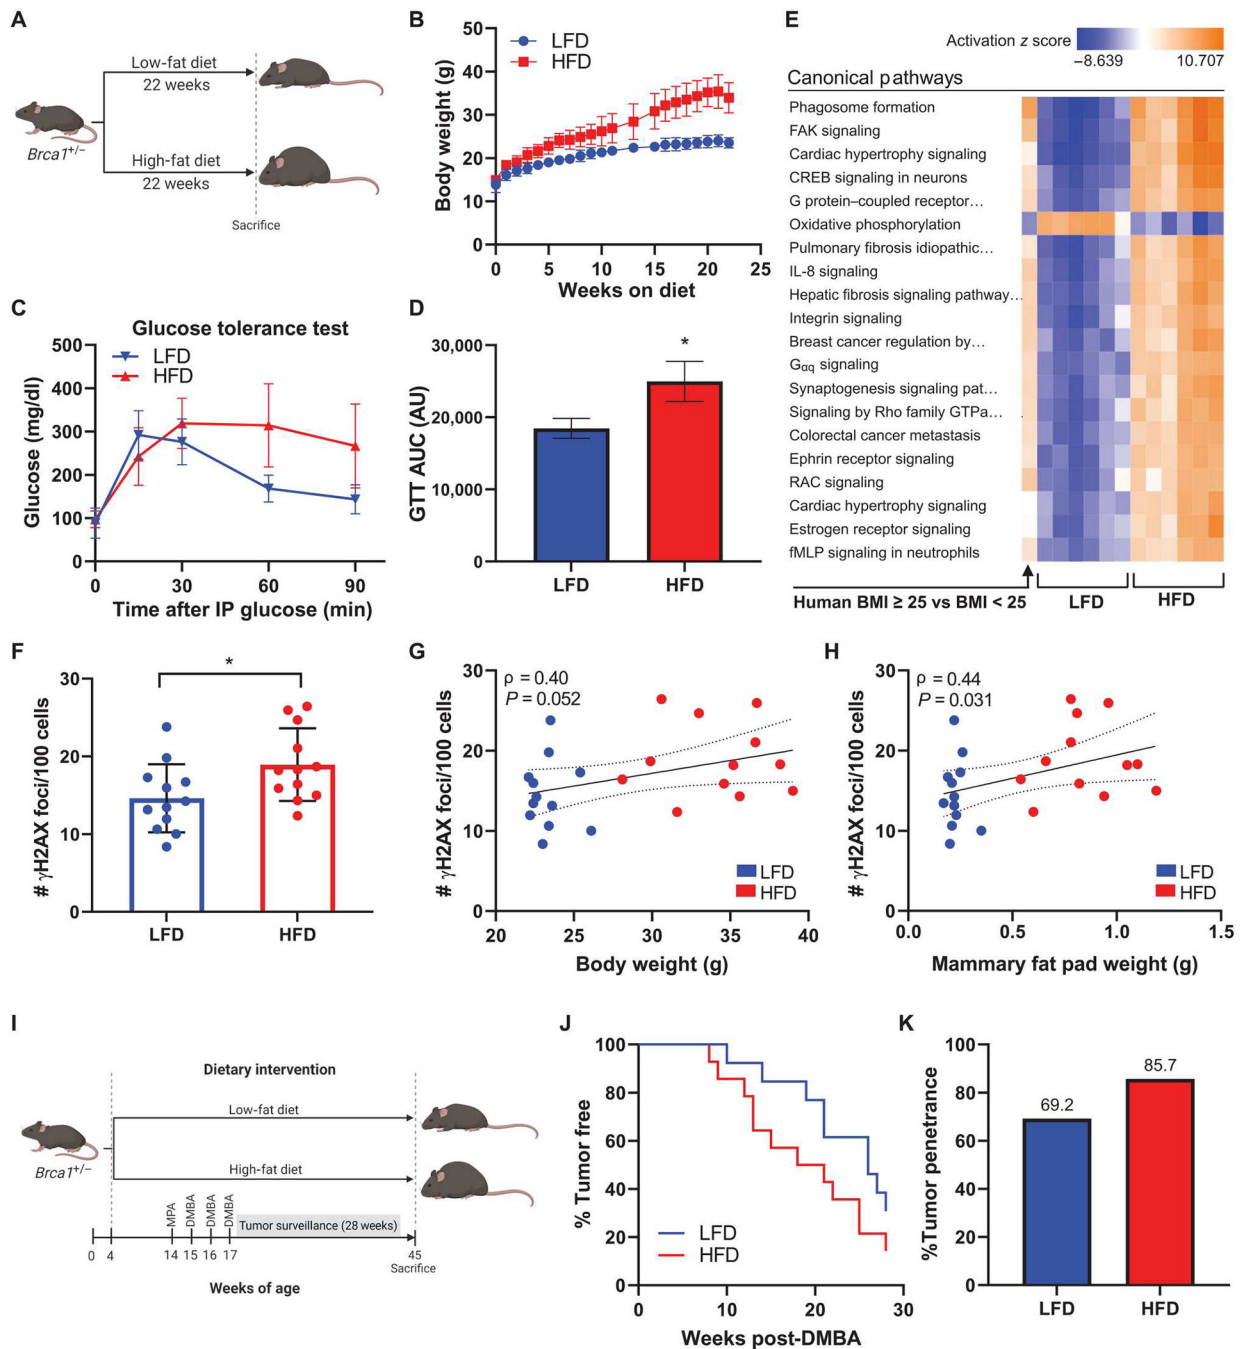 A
Low-fat diet
22 weeks
Brca1+/−
High-fat diet
22 weeks
Sacrifice
B
Body weight (g)
50
40
30
20
10
0
LFD
HFD
0 5 10 15 20 25
Weeks on diet
C
Glucose tolerance test
Glucose (mg/dl)
500
400
300
200
100
0
LFD
HFD
0 30 60 90
Time after IP glucose (min)
D
GTT AUC (AU)
30,000
20,000
10,000
0
*
LFD HFD
E
Activation z score
−8.639 10.707
Canonical pathways
Phagosome formation
FAK signaling
Cardiac hypertrophy signaling
CREB signaling in neurons
G protein–coupled receptor…
Oxidative phosphorylation
Pulmonary fibrosis idiopathic…
IL-8 signaling
Hepatic fibrosis signaling pathway…
Integrin signaling
Breast cancer regulation by…
Gαq signaling
Synaptogenesis signaling pat…
Signaling by Rho family GTPa…
Colorectal cancer metastasis
Ephrin receptor signaling
RAC signaling
Cardiac hypertrophy signaling
Estrogen receptor signaling
fMLP signaling in neutrophils
Human BMI ≥ 25 vs BMI < 25
LFD HFD
F
# γH2AX foci/100 cells
30
20
10
0
*
LFD HFD
G
# γH2AX foci/100 cells
30
20
10
0
ρ = 0.40
P = 0.052
LFD
HFD
20 25 30 35 40
Body weight (g)
H
# γH2AX foci/100 cells
30
20
10
0
ρ = 0.44
P = 0.031
LFD
HFD
0.0 0.5 1.0 1.5
Mammary fat pad weight (g)
I
Dietary intervention
Low-fat diet
Brca1+/−
High-fat diet
MPA
DMBA
DMBA
DMBA
Tumor surveillance (28 weeks)
0 4 14 15 16 17 45
Sacrifice
Weeks of age
J
% Tumor free
100
80
60
40
20
0
LFD
HFD
0 10 20 30
Weeks post-DMBA
K
%Tumor penetrance
100
80
60
40
20
0
69.2
85.7
LFD HFD